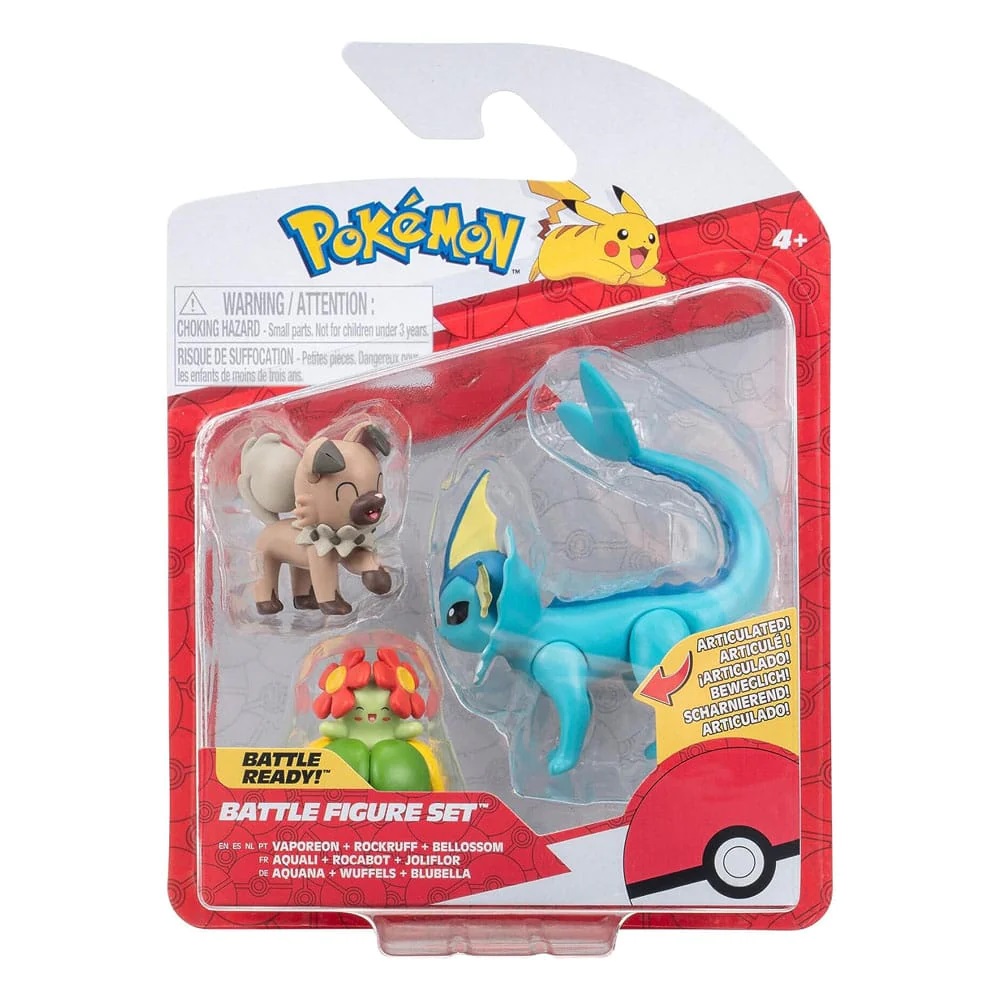 POKéMON™
4+
WARNING / ATTENTION :
CHOKING HAZARD - Small parts. Not for children under 3 years.
RISQUE DE SUFFOCATION - Petites pièces. Dangereux pour
les enfants de moins de trois ans.
ARTICULATED!
ARTICULÉ !
¡ARTICULADO!
BEWEGLICH!
SCHARNIEREND!
ARTICULADO!
BATTLE
READY!™
BATTLE FIGURE SET™
EN ES NL PT VAPOREON + ROCKRUFF + BELLOSSOM
FR AQUALI + ROCABOT + JOLIFLOR
DE AQUANA + WUFFELS + BLUBELLA